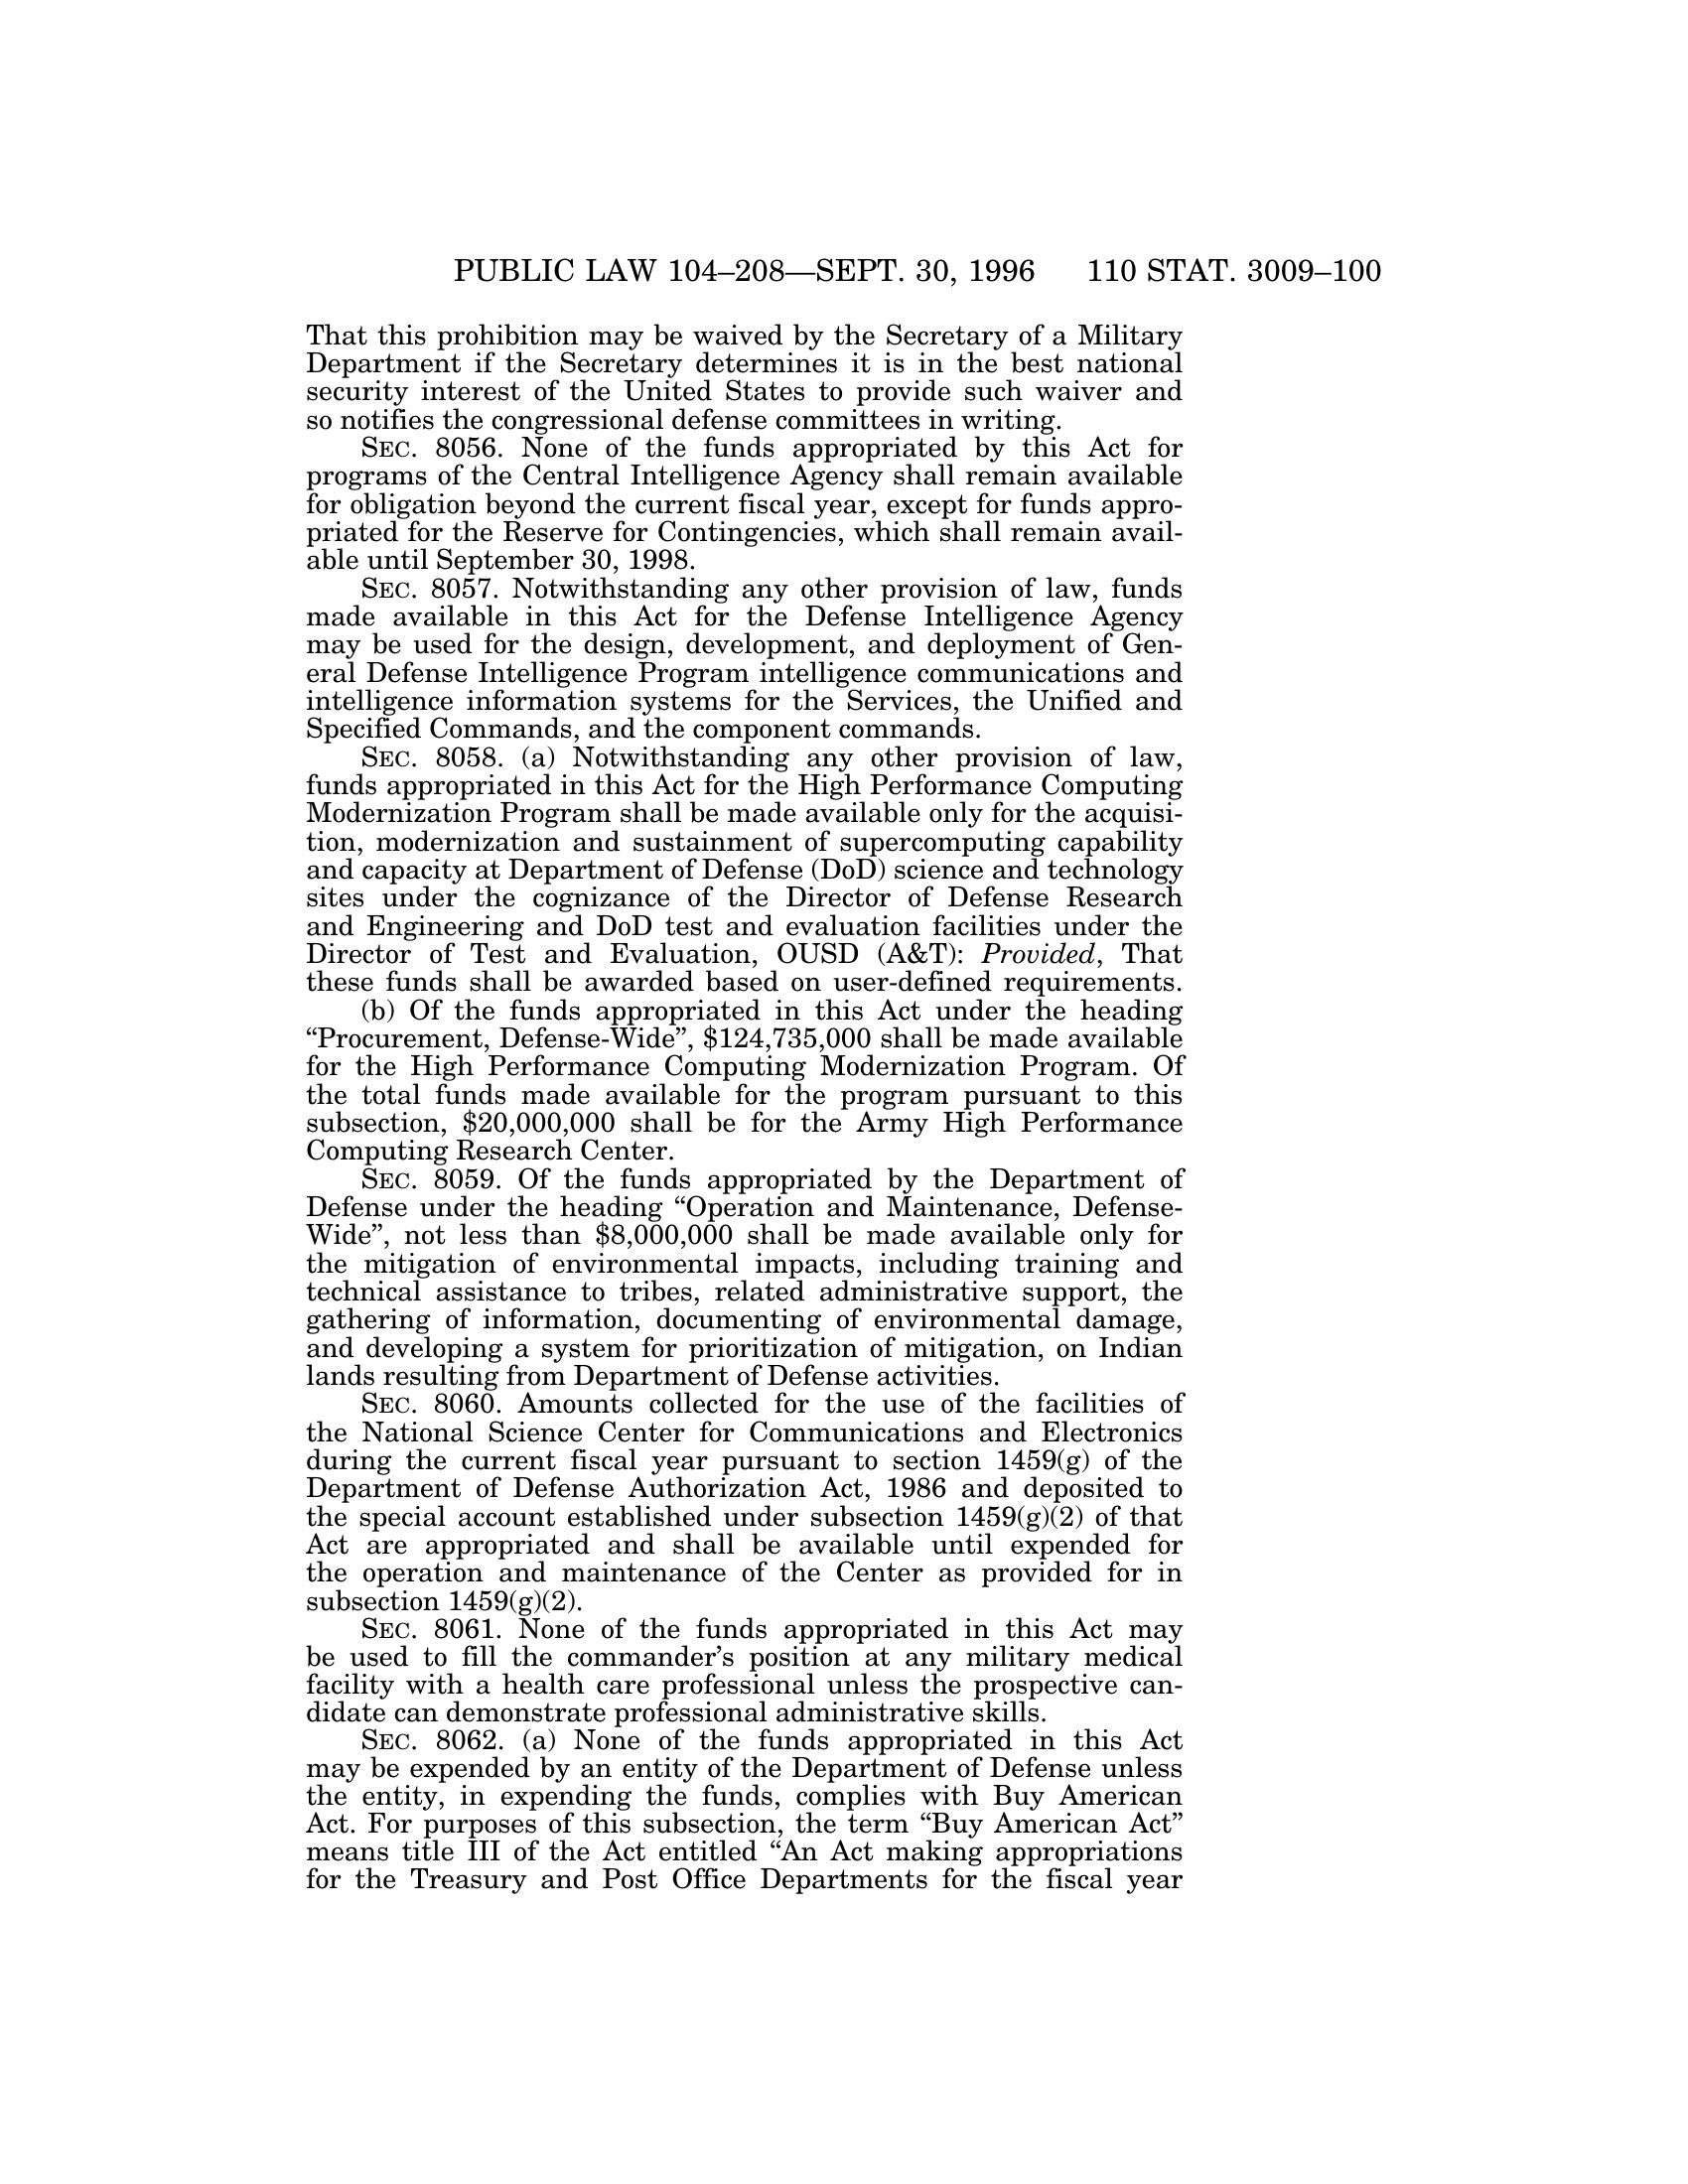 PUBLIC LAW 104–208—SEPT. 30, 1996 110 STAT. 3009–100
That this prohibition may be waived by the Secretary of a Military
Department if the Secretary determines it is in the best national
security interest of the United States to provide such waiver and
so notifies the congressional defense committees in writing.
SEC. 8056. None of the funds appropriated by this Act for
programs of the Central Intelligence Agency shall remain available
for obligation beyond the current fiscal year, except for funds appro-
priated for the Reserve for Contingencies, which shall remain avail-
able until September 30, 1998.
SEC. 8057. Notwithstanding any other provision of law, funds
made available in this Act for the Defense Intelligence Agency
may be used for the design, development, and deployment of Gen-
eral Defense Intelligence Program intelligence communications and
intelligence information systems for the Services, the Unified and
Specified Commands, and the component commands.
SEC. 8058. (a) Notwithstanding any other provision of law,
funds appropriated in this Act for the High Performance Computing
Modernization Program shall be made available only for the acquisi-
tion, modernization and sustainment of supercomputing capability
and capacity at Department of Defense (DoD) science and technology
sites under the cognizance of the Director of Defense Research
and Engineering and DoD test and evaluation facilities under the
Director of Test and Evaluation, OUSD (A&T): Provided, That
these funds shall be awarded based on user-defined requirements.
(b) Of the funds appropriated in this Act under the heading
“Procurement, Defense-Wide”, $124,735,000 shall be made available
for the High Performance Computing Modernization Program. Of
the total funds made available for the program pursuant to this
subsection, $20,000,000 shall be for the Army High Performance
Computing Research Center.
SEC. 8059. Of the funds appropriated by the Department of
Defense under the heading “Operation and Maintenance, Defense-
Wide”, not less than $8,000,000 shall be made available only for
the mitigation of environmental impacts, including training and
technical assistance to tribes, related administrative support, the
gathering of information, documenting of environmental damage,
and developing a system for prioritization of mitigation, on Indian
lands resulting from Department of Defense activities.
SEC. 8060. Amounts collected for the use of the facilities of
the National Science Center for Communications and Electronics
during the current fiscal year pursuant to section 1459(g) of the
Department of Defense Authorization Act, 1986 and deposited to
the special account established under subsection 1459(g)(2) of that
Act are appropriated and shall be available until expended for
the operation and maintenance of the Center as provided for in
subsection 1459(g)(2).
SEC. 8061. None of the funds appropriated in this Act may
be used to fill the commander’s position at any military medical
facility with a health care professional unless the prospective can-
didate can demonstrate professional administrative skills.
SEC. 8062. (a) None of the funds appropriated in this Act
may be expended by an entity of the Department of Defense unless
the entity, in expending the funds, complies with Buy American
Act. For purposes of this subsection, the term “Buy American Act”
means title III of the Act entitled “An Act making appropriations
for the Treasury and Post Office Departments for the fiscal year